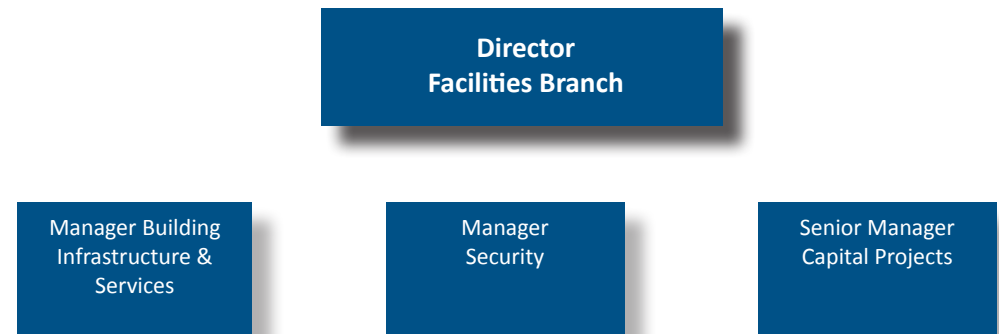 Director
Facilities Branch
Manager Building
Infrastructure &
Services
Manager
Security
Senior Manager
Capital Projects